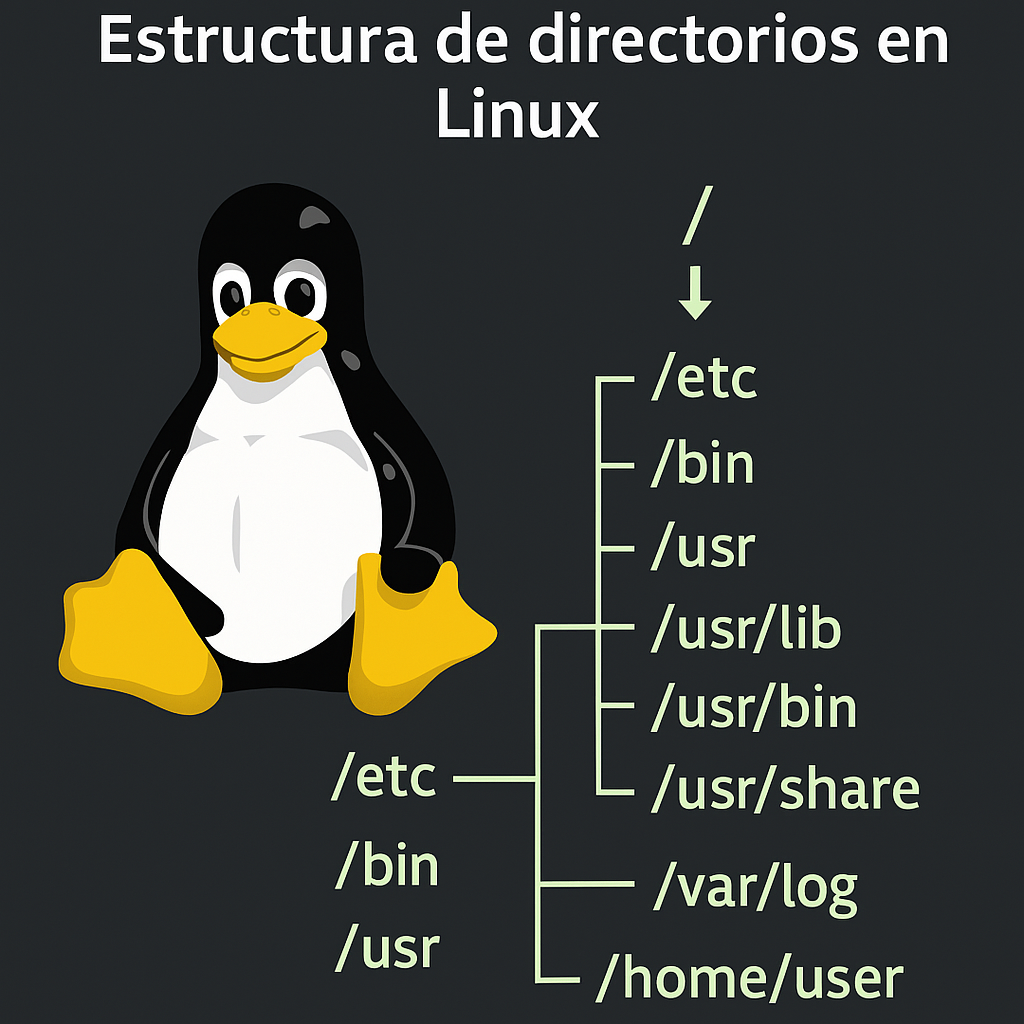 Estructura de directorios en
Linux
/
/etc
/bin
/usr
/usr/lib
/usr/bin
/usr/share
/etc
/bin
/usr
/var/log
/home/user